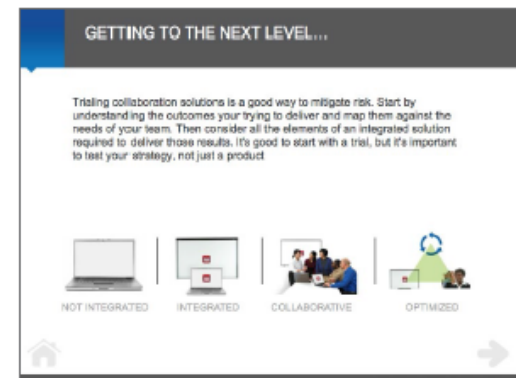 GETTING TO THE NEXT LEVEL...
Trialing collaboration solutions is a good way to mitigate risk. Start by
understanding the outcomes your trying to deliver and map them against the
needs of your team. Then consider all the elements of an integrated solution
required to deliver those results. It's good to start with a trial, but it's important
to test your strategy, not just a product
NOT INTEGRATED INTEGRATED COLLABORATIVE OPTIMIZED